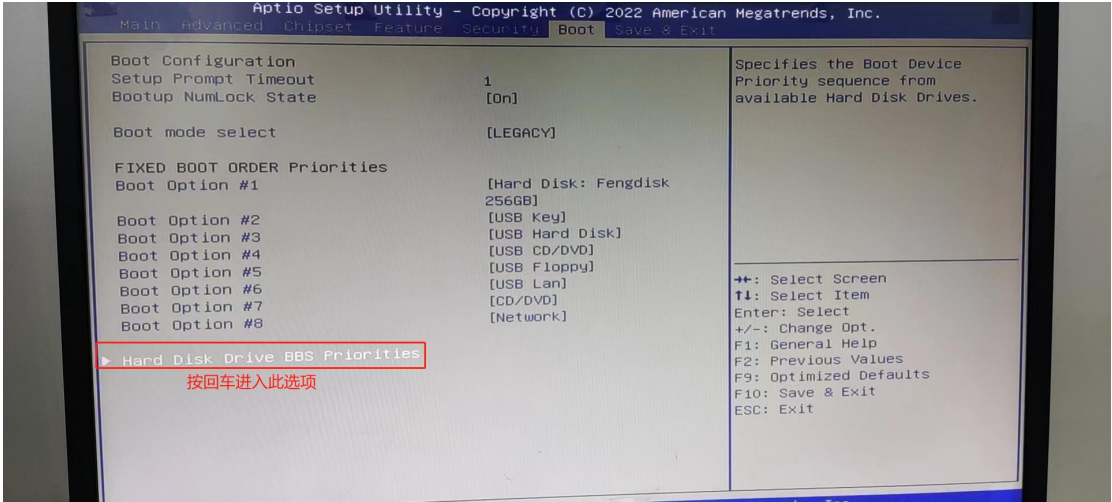 Aptio Setup Utility – Copyright (C) 2022 American Megatrends, Inc.
Main Advanced Chipset Feature Security Boot Save & Exit
Boot Configuration
Setup Prompt Timeout 1
Bootup NumLock State [On]
Boot mode select [LEGACY]
FIXED BOOT ORDER Priorities
Boot Option #1 [Hard Disk: Fengdisk
256GB]
Boot Option #2 [USB Key]
Boot Option #3 [USB Hard Disk]
Boot Option #4 [USB CD/DVD]
Boot Option #5 [USB Floppy]
Boot Option #6 [USB Lan]
Boot Option #7 [CD/DVD]
Boot Option #8 [Network]
▶ Hard Disk Drive BBS Priorities
按回车进入此选项
Specifies the Boot Device
Priority sequence from
available Hard Disk Drives.
→←: Select Screen
↑↓: Select Item
Enter: Select
+/-: Change Opt.
F1: General Help
F2: Previous Values
F9: Optimized Defaults
F10: Save & Exit
ESC: Exit